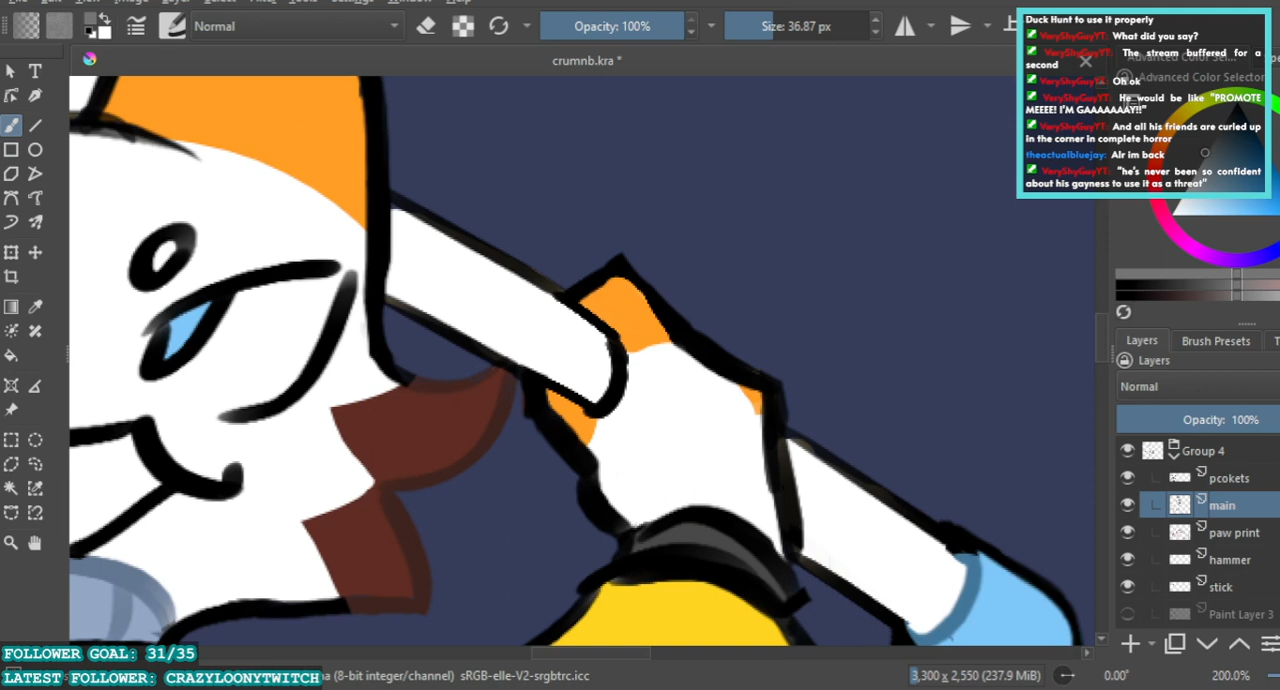 Normal
Opacity: 100%
Size: 36.87 px
crumnb.kra *
Duck Hunt to use it properly
VeryShyGuyYT: What did you say?
VeryShyGuyYT: The stream buffered for a
second
VeryShyGuyYT: Oh ok
VeryShyGuyYT: He would be like "PROMOTE
MEEEE! I'M GAAAAAAAY!!"
VeryShyGuyYT: And all his friends are curled up
in the corner in complete horror
theactualbluejay: Alr im back
VeryShyGuyYT: "he's never been so confident
about his gayness to use it as a threat"
Advanced Color Sel...
Advanced Color Selector
Layers
Brush Presets
Layers
Normal
Opacity: 100%
Group 4
pcokets
main
paw print
hammer
stick
Paint Layer 3
FOLLOWER GOAL: 31/35
LATEST FOLLOWER: CRAZYLOONYTWITCH
(8-bit integer/channel) sRGB-elle-V2-srgbtrc.icc
3,300 x 2,550 (237.9 MiB)
0.00°
200.0%